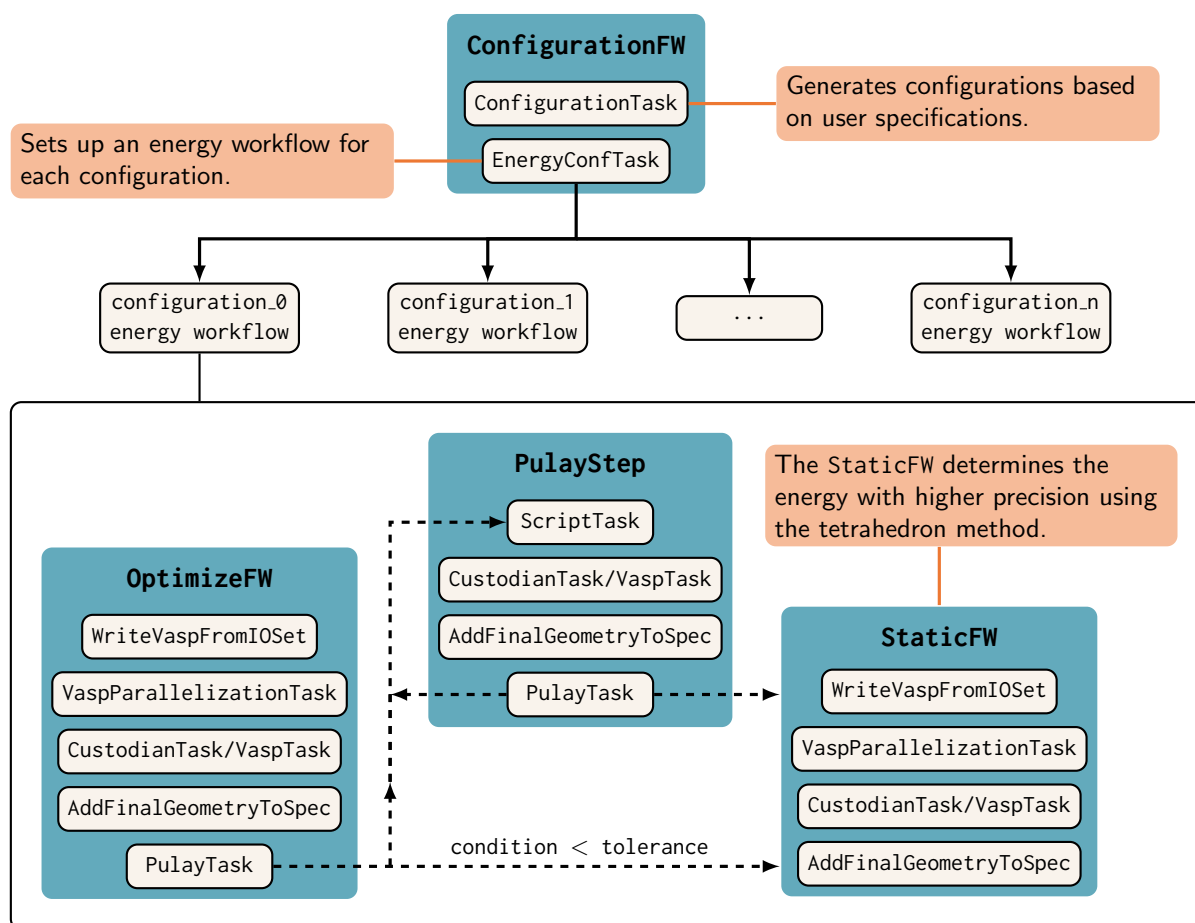 ConfigurationFW
ConfigurationTask
EnergyConfTask
Generates configurations based
on user specifications.
Sets up an energy workflow for
each configuration.
configuration_0
energy workflow
configuration_1
energy workflow
...
configuration_n
energy workflow
PulayStep
ScriptTask
CustodianTask/VaspTask
AddFinalGeometryToSpec
PulayTask
The StaticFW determines the
energy with higher precision using
the tetrahedron method.
OptimizeFW
WriteVaspFromIOSet
VaspParallelizationTask
CustodianTask/VaspTask
AddFinalGeometryToSpec
PulayTask
condition < tolerance
StaticFW
WriteVaspFromIOSet
VaspParallelizationTask
CustodianTask/VaspTask
AddFinalGeometryToSpec